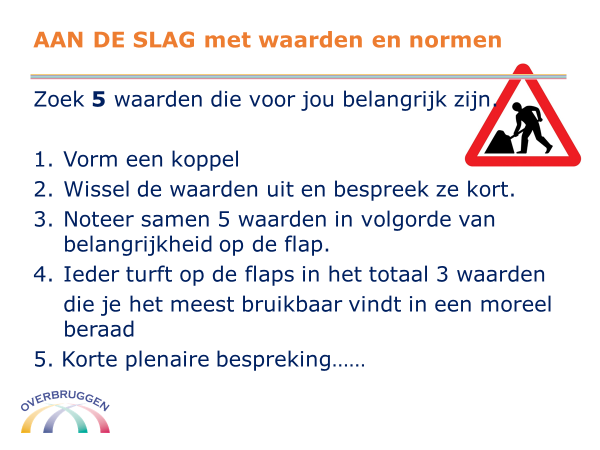 AAN DE SLAG met waarden en normen
Zoek 5 waarden die voor jou belangrijk zijn.
1. Vorm een koppel
2. Wissel de waarden uit en bespreek ze kort.
3. Noteer samen 5 waarden in volgorde van
belangrijkheid op de flap.
4. Ieder turft op de flaps in het totaal 3 waarden
die je het meest bruikbaar vindt in een moreel
beraad
5. Korte plenaire bespreking……
OVERBRUGGEN